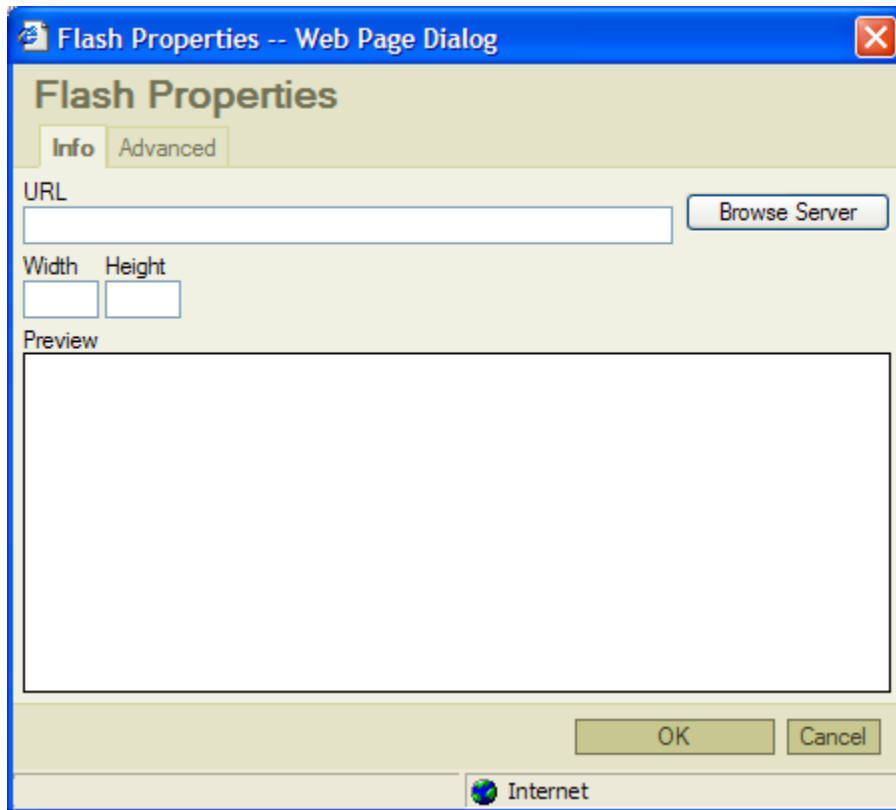 Flash Properties -- Web Page Dialog
Flash Properties
Info Advanced
URL
Browse Server
Width Height
Preview
OK Cancel
Internet